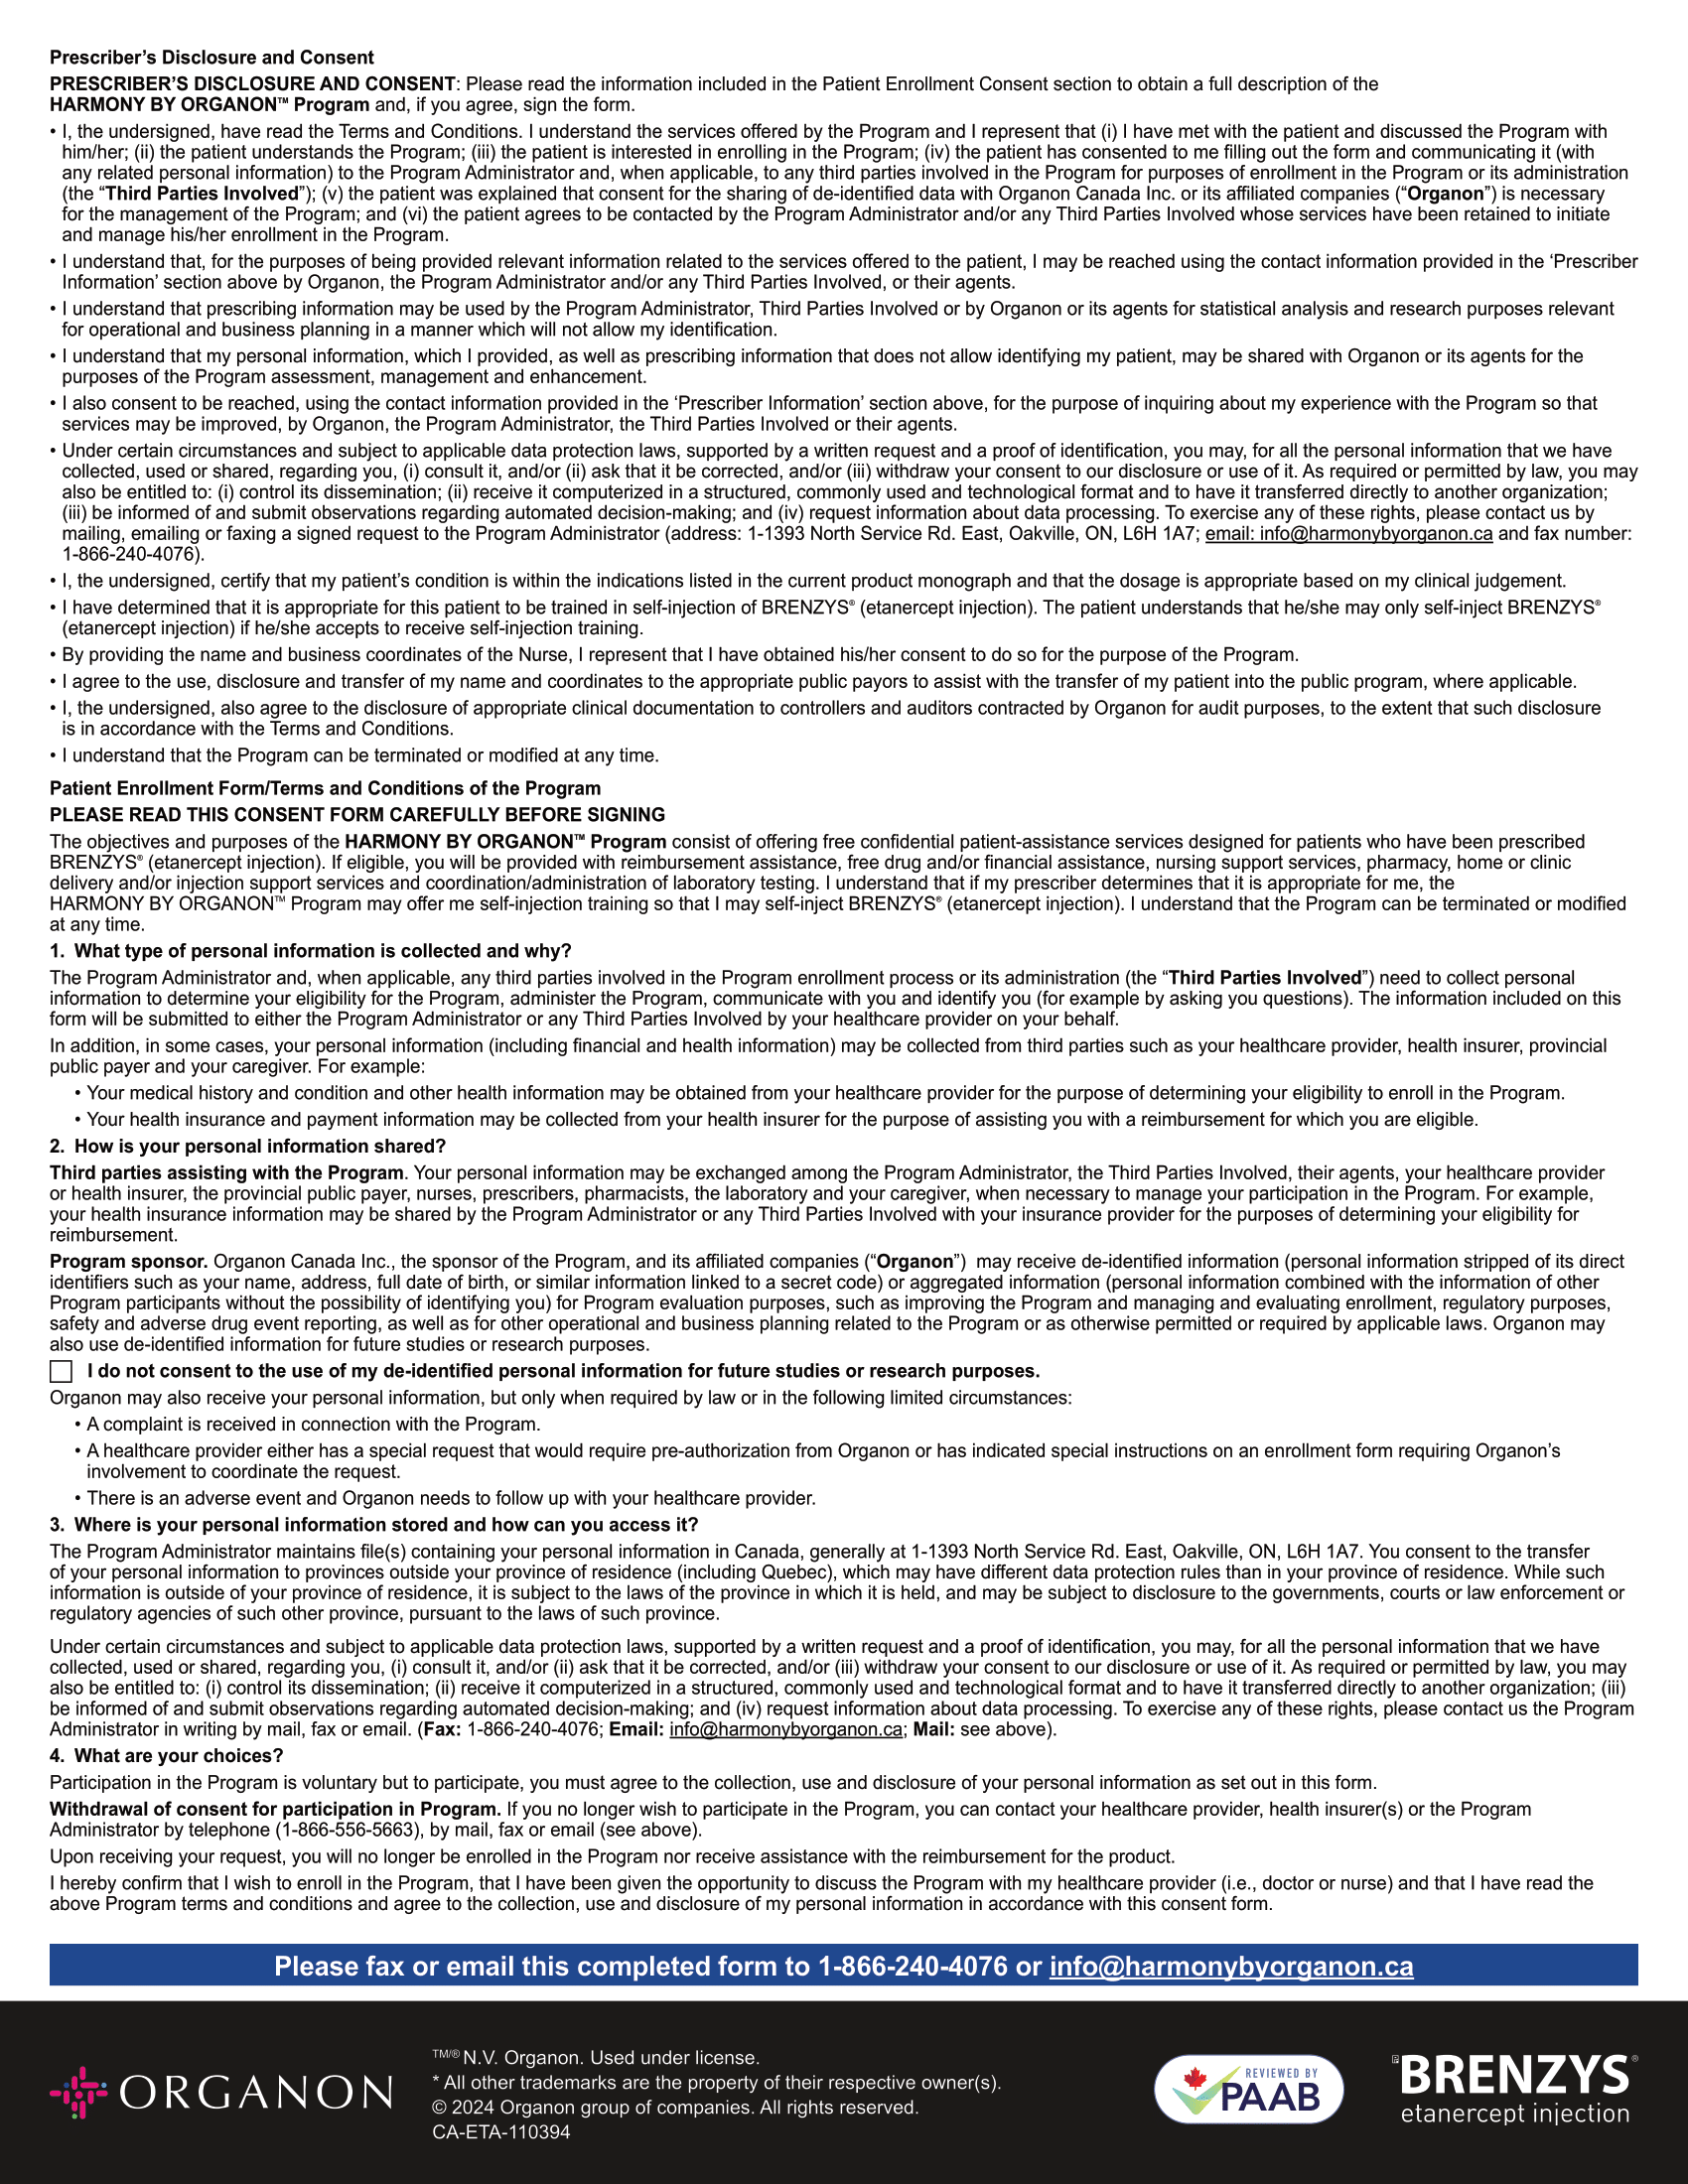 Prescriber’s Disclosure and Consent
PRESCRIBER’S DISCLOSURE AND CONSENT: Please read the information included in the Patient Enrollment Consent section to obtain a full description of the
HARMONY BY ORGANON™ Program and, if you agree, sign the form.
• I, the undersigned, have read the Terms and Conditions. I understand the services offered by the Program and I represent that (i) I have met with the patient and discussed the Program with
him/her; (ii) the patient understands the Program; (iii) the patient is interested in enrolling in the Program; (iv) the patient has consented to me filling out the form and communicating it (with
any related personal information) to the Program Administrator and, when applicable, to any third parties involved in the Program for purposes of enrollment in the Program or its administration
(the “Third Parties Involved”); (v) the patient was explained that consent for the sharing of de-identified data with Organon Canada Inc. or its affiliated companies (“Organon”) is necessary
for the management of the Program; and (vi) the patient agrees to be contacted by the Program Administrator and/or any Third Parties Involved whose services have been retained to initiate
and manage his/her enrollment in the Program.
• I understand that, for the purposes of being provided relevant information related to the services offered to the patient, I may be reached using the contact information provided in the ‘Prescriber
Information’ section above by Organon, the Program Administrator and/or any Third Parties Involved, or their agents.
• I understand that prescribing information may be used by the Program Administrator, Third Parties Involved or by Organon or its agents for statistical analysis and research purposes relevant
for operational and business planning in a manner which will not allow my identification.
• I understand that my personal information, which I provided, as well as prescribing information that does not allow identifying my patient, may be shared with Organon or its agents for the
purposes of the Program assessment, management and enhancement.
• I also consent to be reached, using the contact information provided in the ‘Prescriber Information’ section above, for the purpose of inquiring about my experience with the Program so that
services may be improved, by Organon, the Program Administrator, the Third Parties Involved or their agents.
• Under certain circumstances and subject to applicable data protection laws, supported by a written request and a proof of identification, you may, for all the personal information that we have
collected, used or shared, regarding you, (i) consult it, and/or (ii) ask that it be corrected, and/or (iii) withdraw your consent to our disclosure or use of it. As required or permitted by law, you may
also be entitled to: (i) control its dissemination; (ii) receive it computerized in a structured, commonly used and technological format and to have it transferred directly to another organization;
(iii) be informed of and submit observations regarding automated decision-making; and (iv) request information about data processing. To exercise any of these rights, please contact us by
mailing, emailing or faxing a signed request to the Program Administrator (address: 1-1393 North Service Rd. East, Oakville, ON, L6H 1A7; email: info@harmonybyorganon.ca and fax number:
1-866-240-4076).
• I, the undersigned, certify that my patient’s condition is within the indications listed in the current product monograph and that the dosage is appropriate based on my clinical judgement.
• I have determined that it is appropriate for this patient to be trained in self-injection of BRENZYS® (etanercept injection). The patient understands that he/she may only self-inject BRENZYS®
(etanercept injection) if he/she accepts to receive self-injection training.
• By providing the name and business coordinates of the Nurse, I represent that I have obtained his/her consent to do so for the purpose of the Program.
• I agree to the use, disclosure and transfer of my name and coordinates to the appropriate public payors to assist with the transfer of my patient into the public program, where applicable.
• I, the undersigned, also agree to the disclosure of appropriate clinical documentation to controllers and auditors contracted by Organon for audit purposes, to the extent that such disclosure
is in accordance with the Terms and Conditions.
• I understand that the Program can be terminated or modified at any time.
Patient Enrollment Form/Terms and Conditions of the Program
PLEASE READ THIS CONSENT FORM CAREFULLY BEFORE SIGNING
The objectives and purposes of the HARMONY BY ORGANON™ Program consist of offering free confidential patient-assistance services designed for patients who have been prescribed
BRENZYS® (etanercept injection). If eligible, you will be provided with reimbursement assistance, free drug and/or financial assistance, nursing support services, pharmacy, home or clinic
delivery and/or injection support services and coordination/administration of laboratory testing. I understand that if my prescriber determines that it is appropriate for me, the
HARMONY BY ORGANON™ Program may offer me self-injection training so that I may self-inject BRENZYS® (etanercept injection). I understand that the Program can be terminated or modified
at any time.
1. What type of personal information is collected and why?
The Program Administrator and, when applicable, any third parties involved in the Program enrollment process or its administration (the “Third Parties Involved”) need to collect personal
information to determine your eligibility for the Program, administer the Program, communicate with you and identify you (for example by asking you questions). The information included on this
form will be submitted to either the Program Administrator or any Third Parties Involved by your healthcare provider on your behalf.
In addition, in some cases, your personal information (including financial and health information) may be collected from third parties such as your healthcare provider, health insurer, provincial
public payer and your caregiver. For example:
• Your medical history and condition and other health information may be obtained from your healthcare provider for the purpose of determining your eligibility to enroll in the Program.
• Your health insurance and payment information may be collected from your health insurer for the purpose of assisting you with a reimbursement for which you are eligible.
2. How is your personal information shared?
Third parties assisting with the Program. Your personal information may be exchanged among the Program Administrator, the Third Parties Involved, their agents, your healthcare provider
or health insurer, the provincial public payer, nurses, prescribers, pharmacists, the laboratory and your caregiver, when necessary to manage your participation in the Program. For example,
your health insurance information may be shared by the Program Administrator or any Third Parties Involved with your insurance provider for the purposes of determining your eligibility for
reimbursement.
Program sponsor. Organon Canada Inc., the sponsor of the Program, and its affiliated companies (“Organon”) may receive de-identified information (personal information stripped of its direct
identifiers such as your name, address, full date of birth, or similar information linked to a secret code) or aggregated information (personal information combined with the information of other
Program participants without the possibility of identifying you) for Program evaluation purposes, such as improving the Program and managing and evaluating enrollment, regulatory purposes,
safety and adverse drug event reporting, as well as for other operational and business planning related to the Program or as otherwise permitted or required by applicable laws. Organon may
also use de-identified information for future studies or research purposes.
I do not consent to the use of my de-identified personal information for future studies or research purposes.
Organon may also receive your personal information, but only when required by law or in the following limited circumstances:
• A complaint is received in connection with the Program.
• A healthcare provider either has a special request that would require pre-authorization from Organon or has indicated special instructions on an enrollment form requiring Organon’s
involvement to coordinate the request.
• There is an adverse event and Organon needs to follow up with your healthcare provider.
3. Where is your personal information stored and how can you access it?
The Program Administrator maintains file(s) containing your personal information in Canada, generally at 1-1393 North Service Rd. East, Oakville, ON, L6H 1A7. You consent to the transfer
of your personal information to provinces outside your province of residence (including Quebec), which may have different data protection rules than in your province of residence. While such
information is outside of your province of residence, it is subject to the laws of the province in which it is held, and may be subject to disclosure to the governments, courts or law enforcement or
regulatory agencies of such other province, pursuant to the laws of such province.
Under certain circumstances and subject to applicable data protection laws, supported by a written request and a proof of identification, you may, for all the personal information that we have
collected, used or shared, regarding you, (i) consult it, and/or (ii) ask that it be corrected, and/or (iii) withdraw your consent to our disclosure or use of it. As required or permitted by law, you may
also be entitled to: (i) control its dissemination; (ii) receive it computerized in a structured, commonly used and technological format and to have it transferred directly to another organization; (iii)
be informed of and submit observations regarding automated decision-making; and (iv) request information about data processing. To exercise any of these rights, please contact us the Program
Administrator in writing by mail, fax or email. (Fax: 1-866-240-4076; Email: info@harmonybyorganon.ca; Mail: see above).
4. What are your choices?
Participation in the Program is voluntary but to participate, you must agree to the collection, use and disclosure of your personal information as set out in this form.
Withdrawal of consent for participation in Program. If you no longer wish to participate in the Program, you can contact your healthcare provider, health insurer(s) or the Program
Administrator by telephone (1-866-556-5663), by mail, fax or email (see above).
Upon receiving your request, you will no longer be enrolled in the Program nor receive assistance with the reimbursement for the product.
I hereby confirm that I wish to enroll in the Program, that I have been given the opportunity to discuss the Program with my healthcare provider (i.e., doctor or nurse) and that I have read the
above Program terms and conditions and agree to the collection, use and disclosure of my personal information in accordance with this consent form.
Please fax or email this completed form to 1-866-240-4076 or info@harmonybyorganon.ca
ORGANON
TM/® N.V. Organon. Used under license.
* All other trademarks are the property of their respective owner(s).
© 2024 Organon group of companies. All rights reserved.
CA-ETA-110394
REVIEWED BY
PAAB
BRENZYS®
etanercept injection